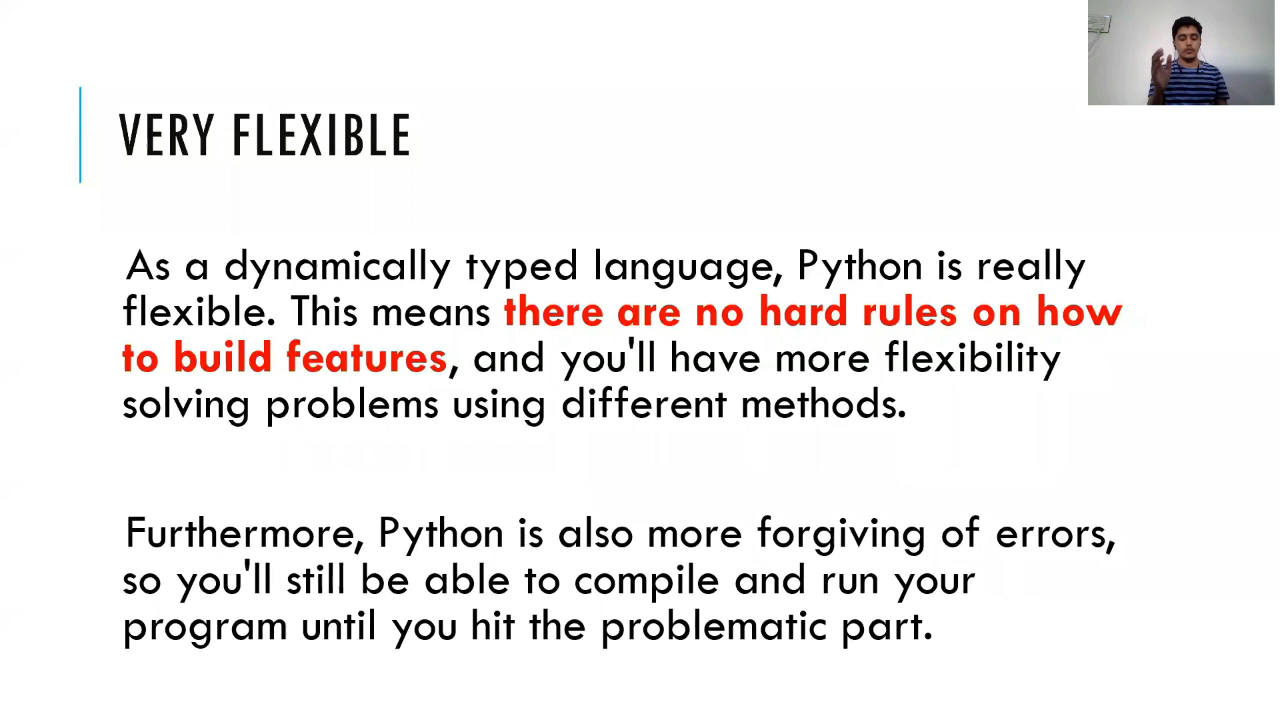 VERY FLEXIBLE
As a dynamically typed language, Python is really
flexible. This means there are no hard rules on how
to build features, and you'll have more flexibility
solving problems using different methods.
Furthermore, Python is also more forgiving of errors,
so you'll still be able to compile and run your
program until you hit the problematic part.